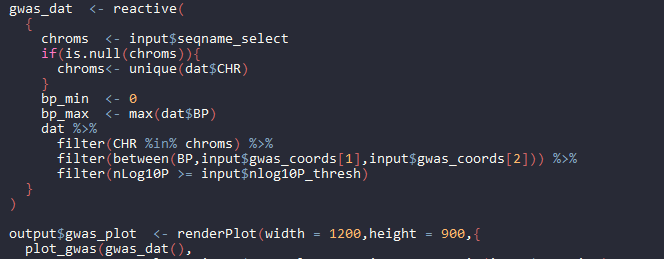 gwas_dat  <- reactive(
  {
    chroms  <- input$seqname_select
    if(is.null(chroms)){
      chroms<- unique(dat$CHR)
    }
    bp_min  <- 0
    bp_max  <- max(dat$BP)
    dat %>%
      filter(CHR %in% chroms) %>%
      filter(between(BP,input$gwas_coords[1],input$gwas_coords[2])) %>%
      filter(nLog10P >= input$nlog10P_thresh)
  }
)
output$gwas_plot  <- renderPlot(width = 1200,height = 900,{
  plot_gwas(gwas_dat(),